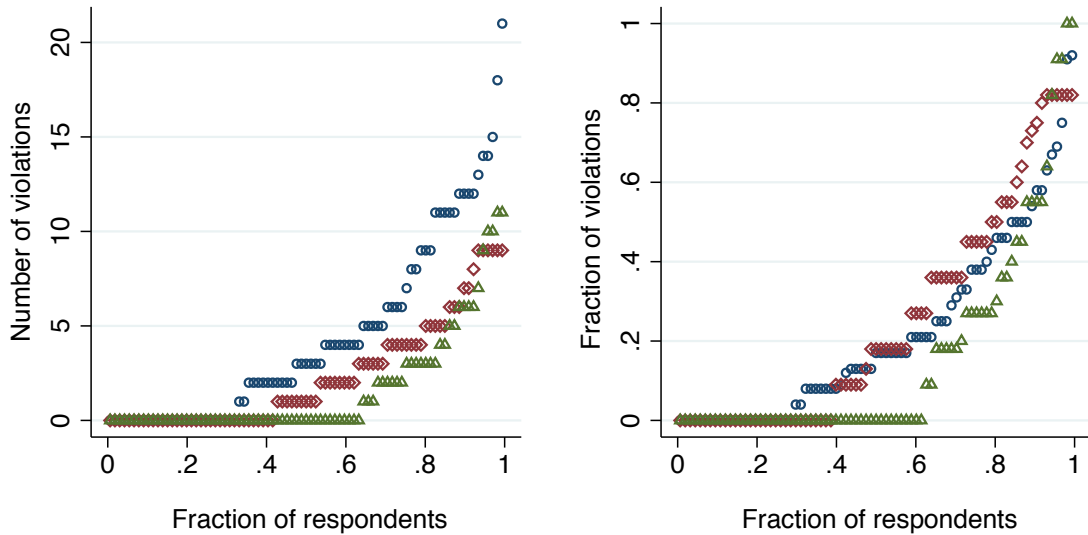 Number of violations
20
15
10
5
0
0 .2 .4 .6 .8 1
Fraction of respondents
Fraction of violations
1
.8
.6
.4
.2
0
0 .2 .4 .6 .8 1
Fraction of respondents